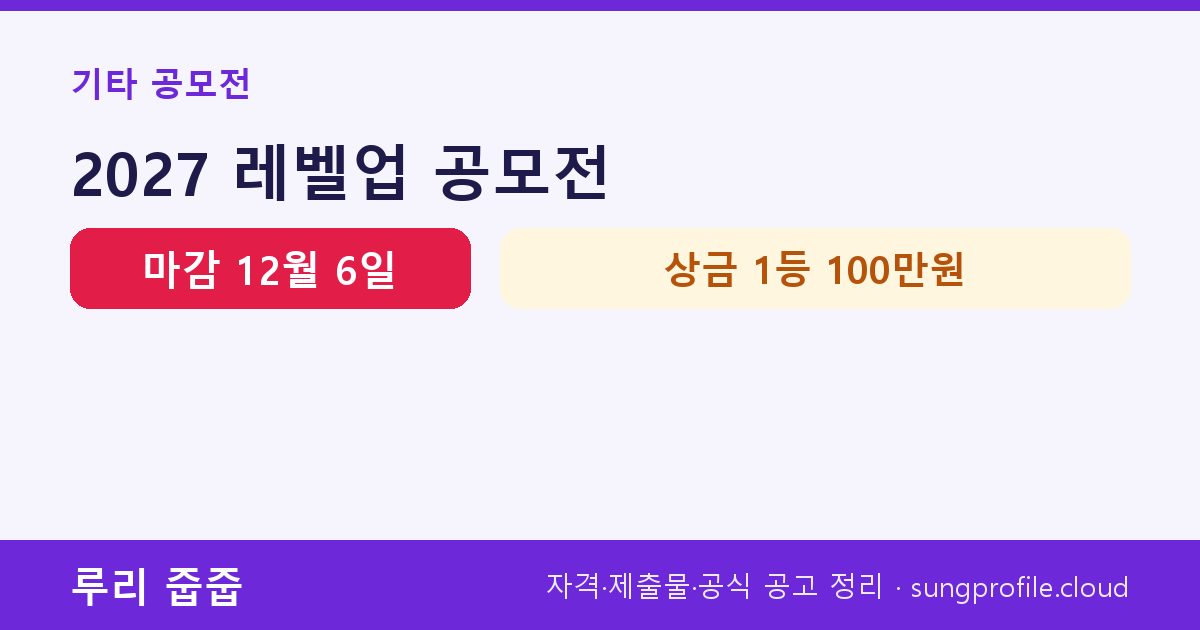 기타 공모전
2027 레벨업 공모전
마감 12월 6일
상금 1등 100만원
루리 줍줍
자격·제출물·공식 공고 정리 · sungprofile.cloud